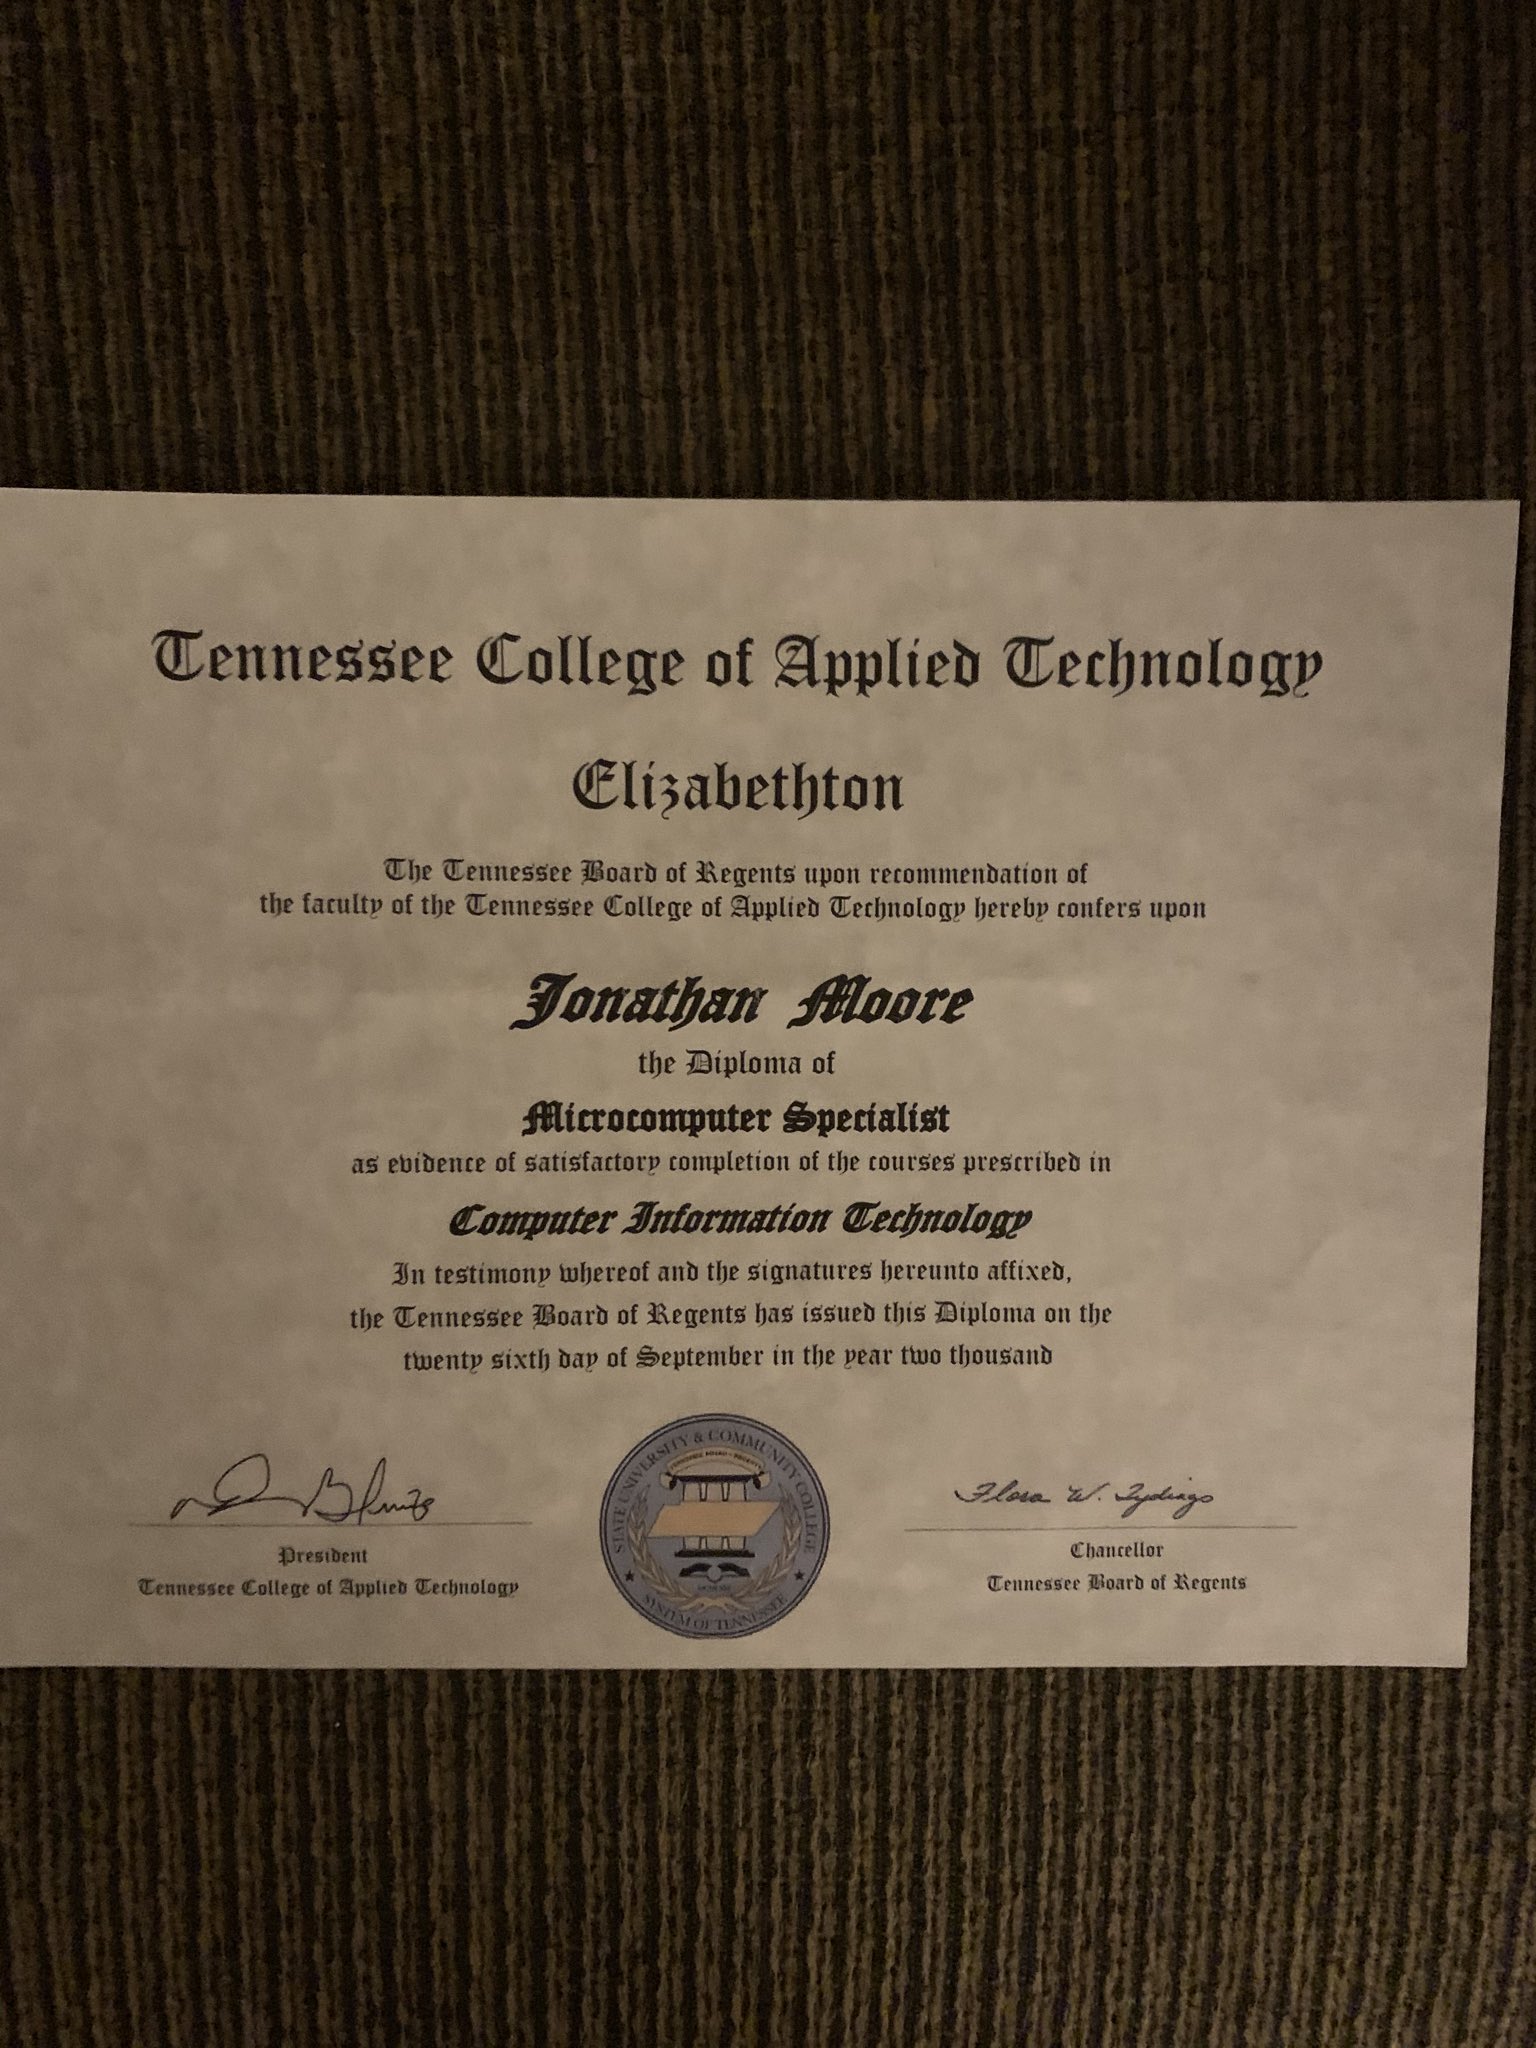 Tennessee College of Applied Technology
Elizabethton
The Tennessee Board of Regents upon recommendation of
the faculty of the Tennessee College of Applied Technology hereby confers upon
Jonathan Moore
the Diploma of
Microcomputer Specialist
as evidence of satisfactory completion of the courses prescribed in
Computer Information Technology
In testimony whereof and the signatures hereunto affixed,
the Tennessee Board of Regents has issued this Diploma on the
twenty sixth day of September in the year two thousand
President
Tennessee College of Applied Technology
STATE UNIVERSITY & COMMUNITY COLLEGE
SYSTEM OF TENNESSEE
Flora W. Tydings
Chancellor
Tennessee Board of Regents